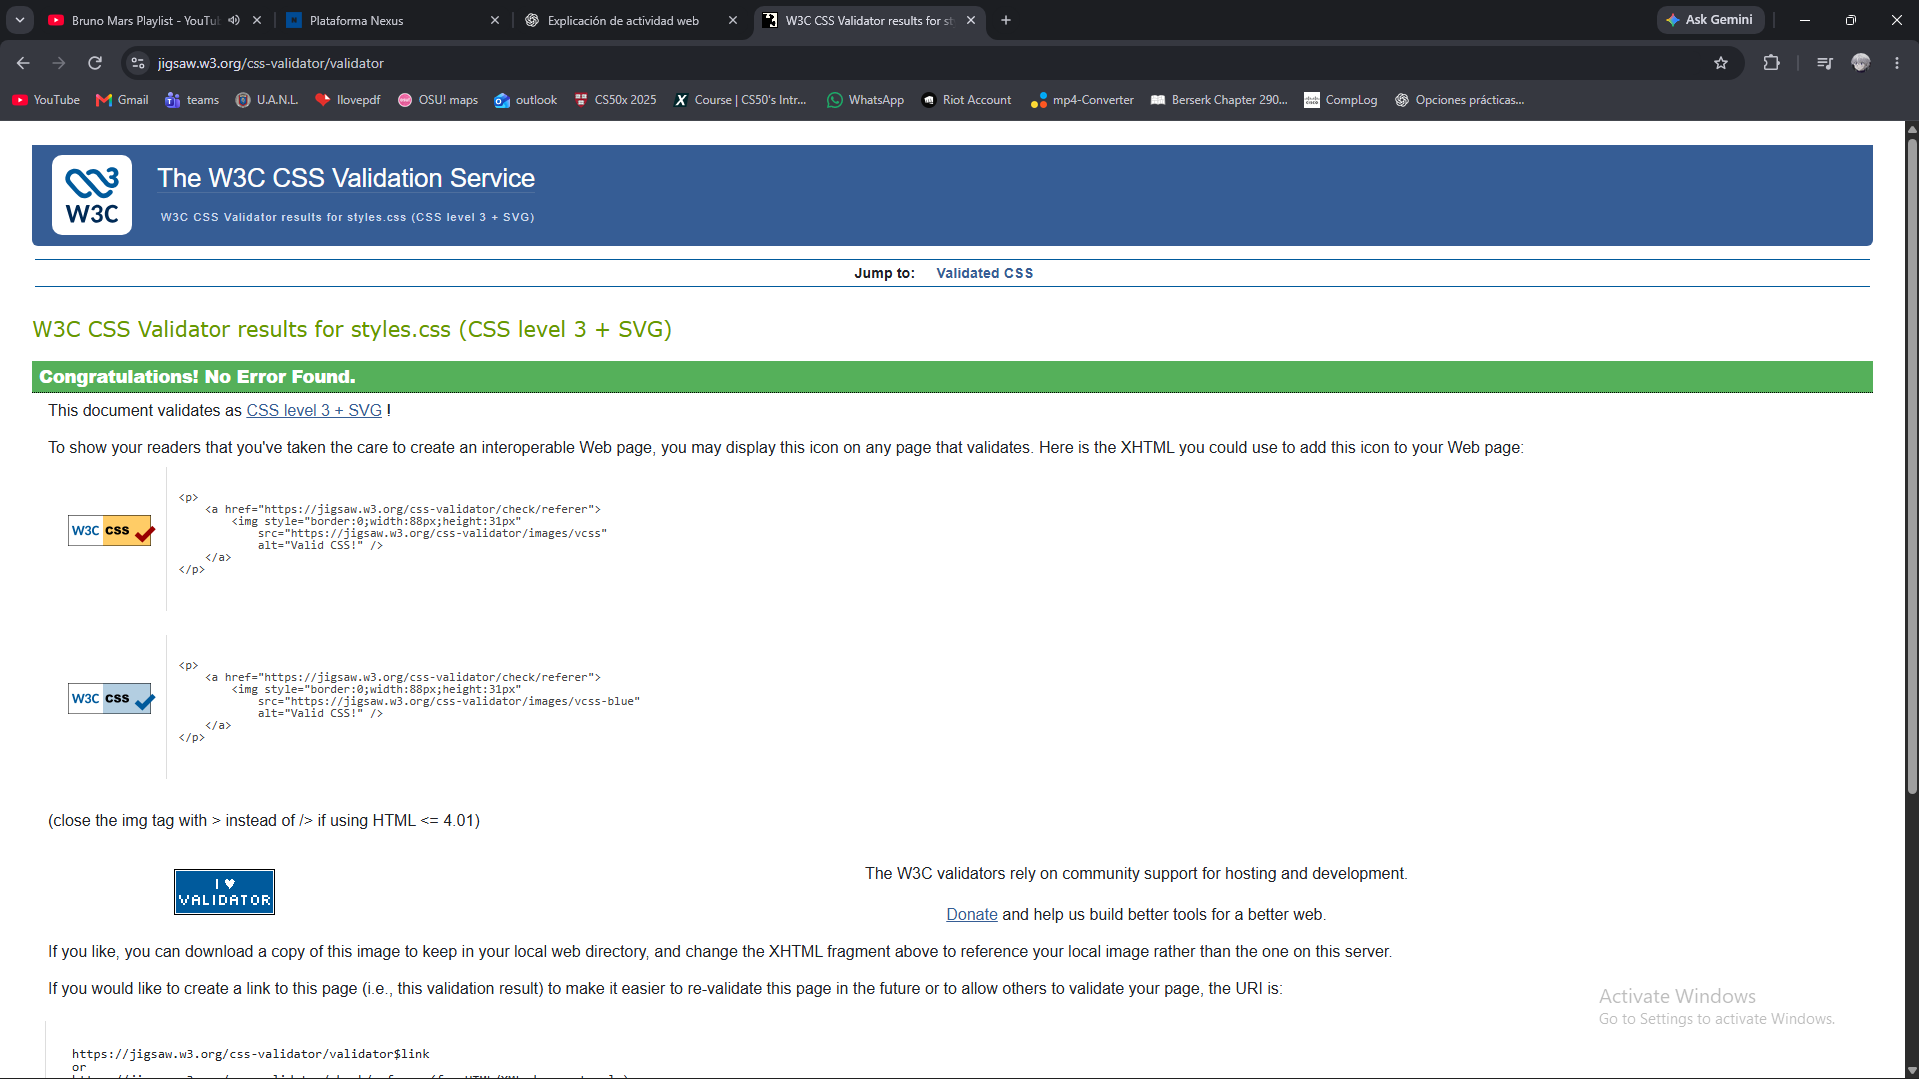 Bruno Mars Playlist - YouTu
Plataforma Nexus
Explicación de actividad web
W3C CSS Validator results for st
Ask Gemini
jigsaw.w3.org/css-validator/validator
YouTube
Gmail
teams
U.A.N.L.
Ilovepdf
OSU! maps
outlook
CS50x 2025
Course | CS50's Intr...
WhatsApp
Riot Account
mp4-Converter
Berserk Chapter 290...
CompLog
Opciones prácticas...
W3C
The W3C CSS Validation Service
W3C CSS Validator results for styles.css (CSS level 3 + SVG)
Jump to: Validated CSS
W3C CSS Validator results for styles.css (CSS level 3 + SVG)
Congratulations! No Error Found.
This document validates as CSS level 3 + SVG !
To show your readers that you've taken the care to create an interoperable Web page, you may display this icon on any page that validates. Here is the XHTML you could use to add this icon to your Web page:
W3C css
<p>
<a href="https://jigsaw.w3.org/css-validator/check/referer">
<img style="border:0;width:88px;height:31px"
src="https://jigsaw.w3.org/css-validator/images/vcss"
alt="Valid CSS!" />
</a>
</p>
W3C css
<p>
<a href="https://jigsaw.w3.org/css-validator/check/referer">
<img style="border:0;width:88px;height:31px"
src="https://jigsaw.w3.org/css-validator/images/vcss-blue"
alt="Valid CSS!" />
</a>
</p>
(close the img tag with > instead of /> if using HTML <= 4.01)
I ♥
VALIDATOR
The W3C validators rely on community support for hosting and development.
Donate and help us build better tools for a better web.
If you like, you can download a copy of this image to keep in your local web directory, and change the XHTML fragment above to reference your local image rather than the one on this server.
If you would like to create a link to this page (i.e., this validation result) to make it easier to re-validate this page in the future or to allow others to validate your page, the URI is:
Activate Windows
Go to Settings to activate Windows.
https://jigsaw.w3.org/css-validator/validator$link
or